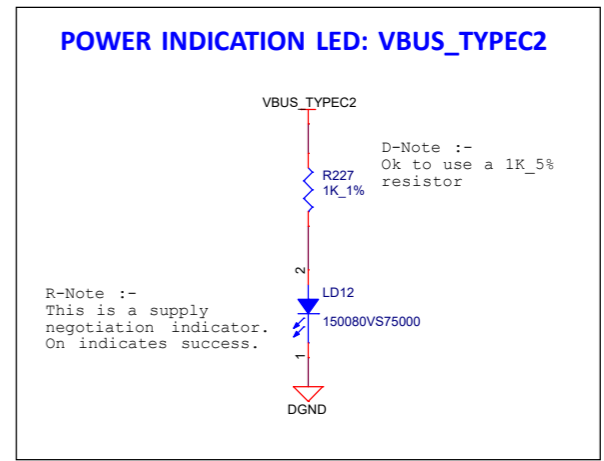 POWER INDICATION LED: VBUS_TYPEC2
VBUS_TYPEC2
D-Note :-
Ok to use a 1K_5%
resistor
R227
1K_1%
2
LD12
150080VS75000
R-Note :-
This is a supply
negotiation indicator.
On indicates success.
1
DGND